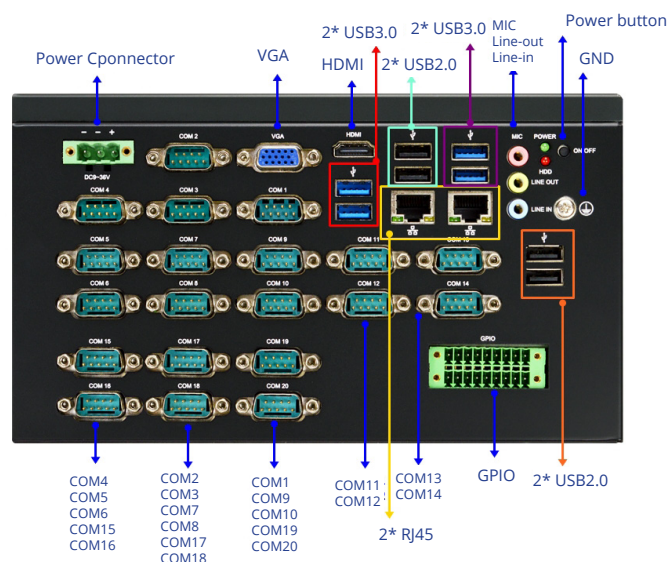 2* USB3.0
2* USB3.0
MIC
Line-out
Line-in
Power button
Power Cponnector
VGA
HDMI
2* USB2.0
GND
COM 2
VGA
HDMI
MIC
POWER
ON/OFF
HDD
DC9~36V
LINE OUT
LINE IN
COM 4
COM 3
COM 1
COM 5
COM 7
COM 9
COM 11
COM 6
COM 8
COM 10
COM 12
COM 14
COM 15
COM 17
COM 19
GPIO
COM 16
COM 18
COM 20
COM4
COM5
COM6
COM15
COM16
COM2
COM3
COM7
COM8
COM17
COM18
COM1
COM9
COM10
COM19
COM20
COM11
COM12
COM13
COM14
GPIO
2* USB2.0
2* RJ45